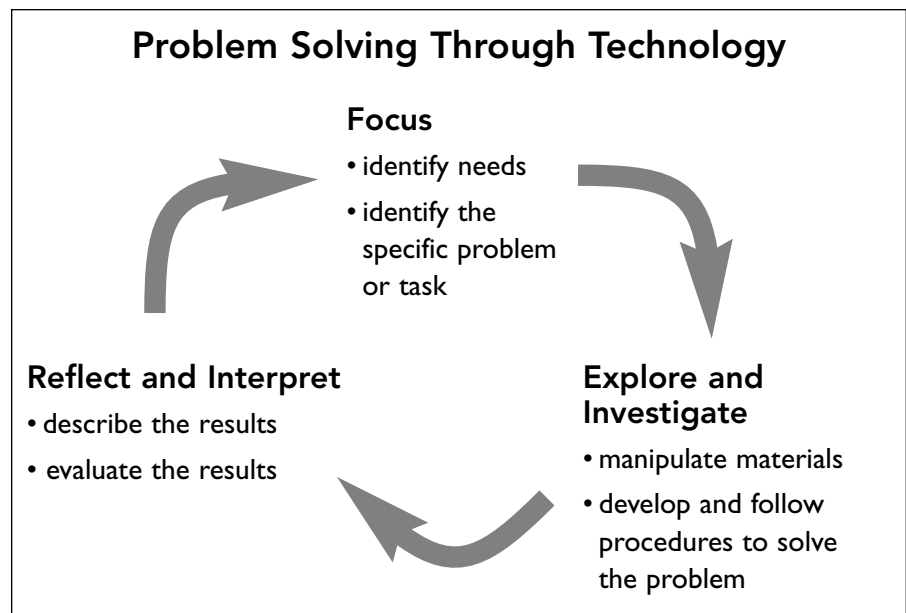 Problem Solving Through Technology
Focus
• identify needs
• identify the
specific problem
or task
Explore and
Investigate
• manipulate materials
• develop and follow
procedures to solve
the problem
Reflect and Interpret
• describe the results
• evaluate the results